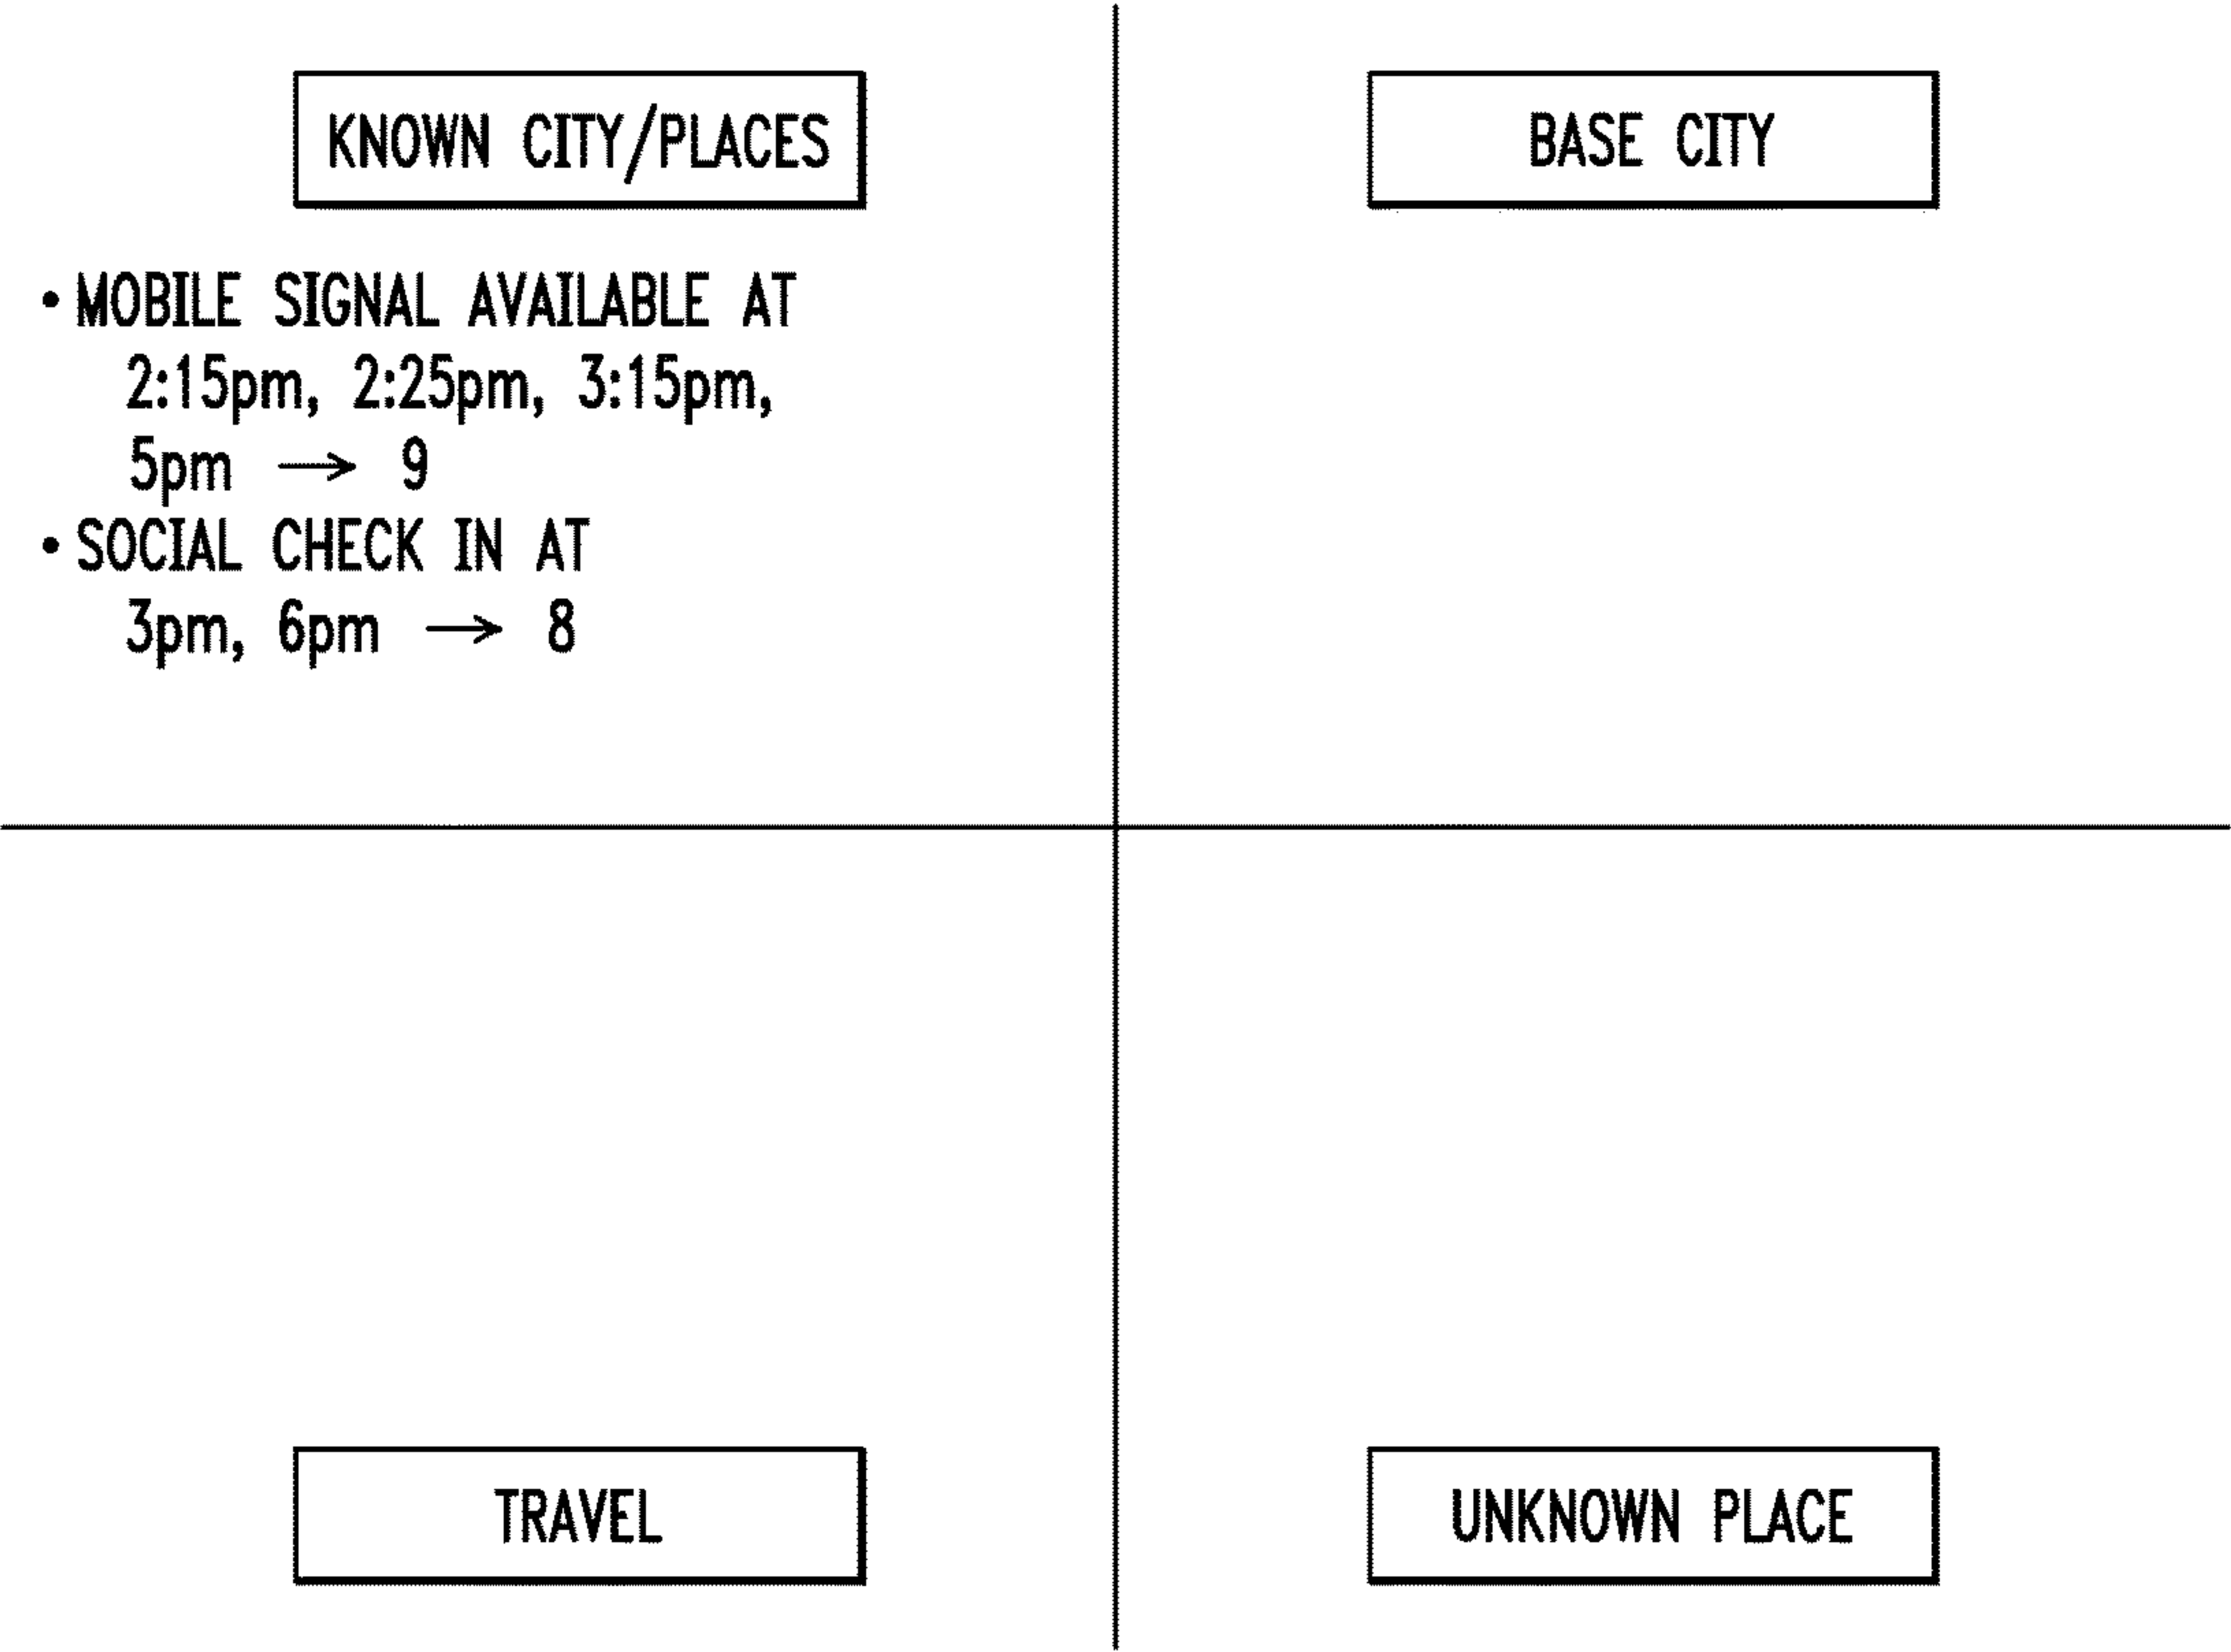 KNOWN CITY/PLACES
• MOBILE SIGNAL AVAILABLE AT
2:15pm, 2:25pm, 3:15pm,
5pm → 9
• SOCIAL CHECK IN AT
3pm, 6pm → 8
BASE CITY
TRAVEL
UNKNOWN PLACE